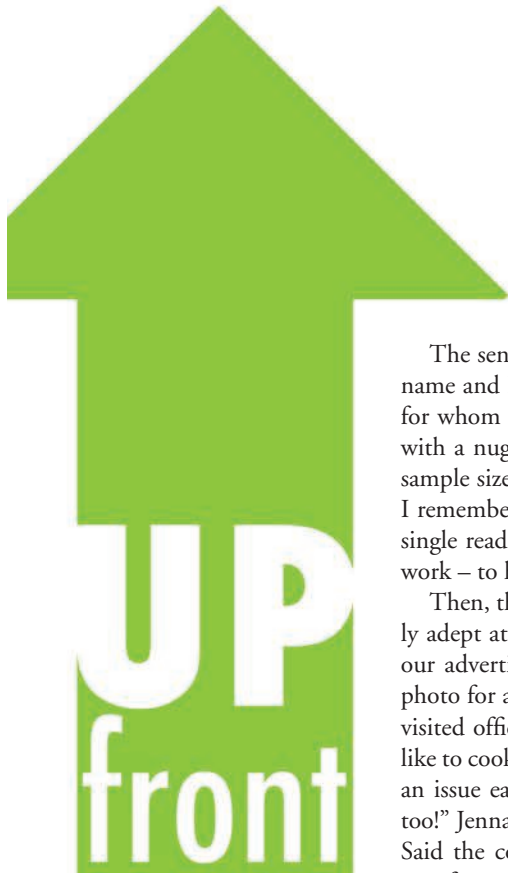 UP
front
The sen
name and
for whom
with a nug
sample size
I remembe
single read
work – to
Then, th
ly adept at
our adverti
photo for a
visited offic
like to cook
an issue ea
too!” Jenna
Said the co